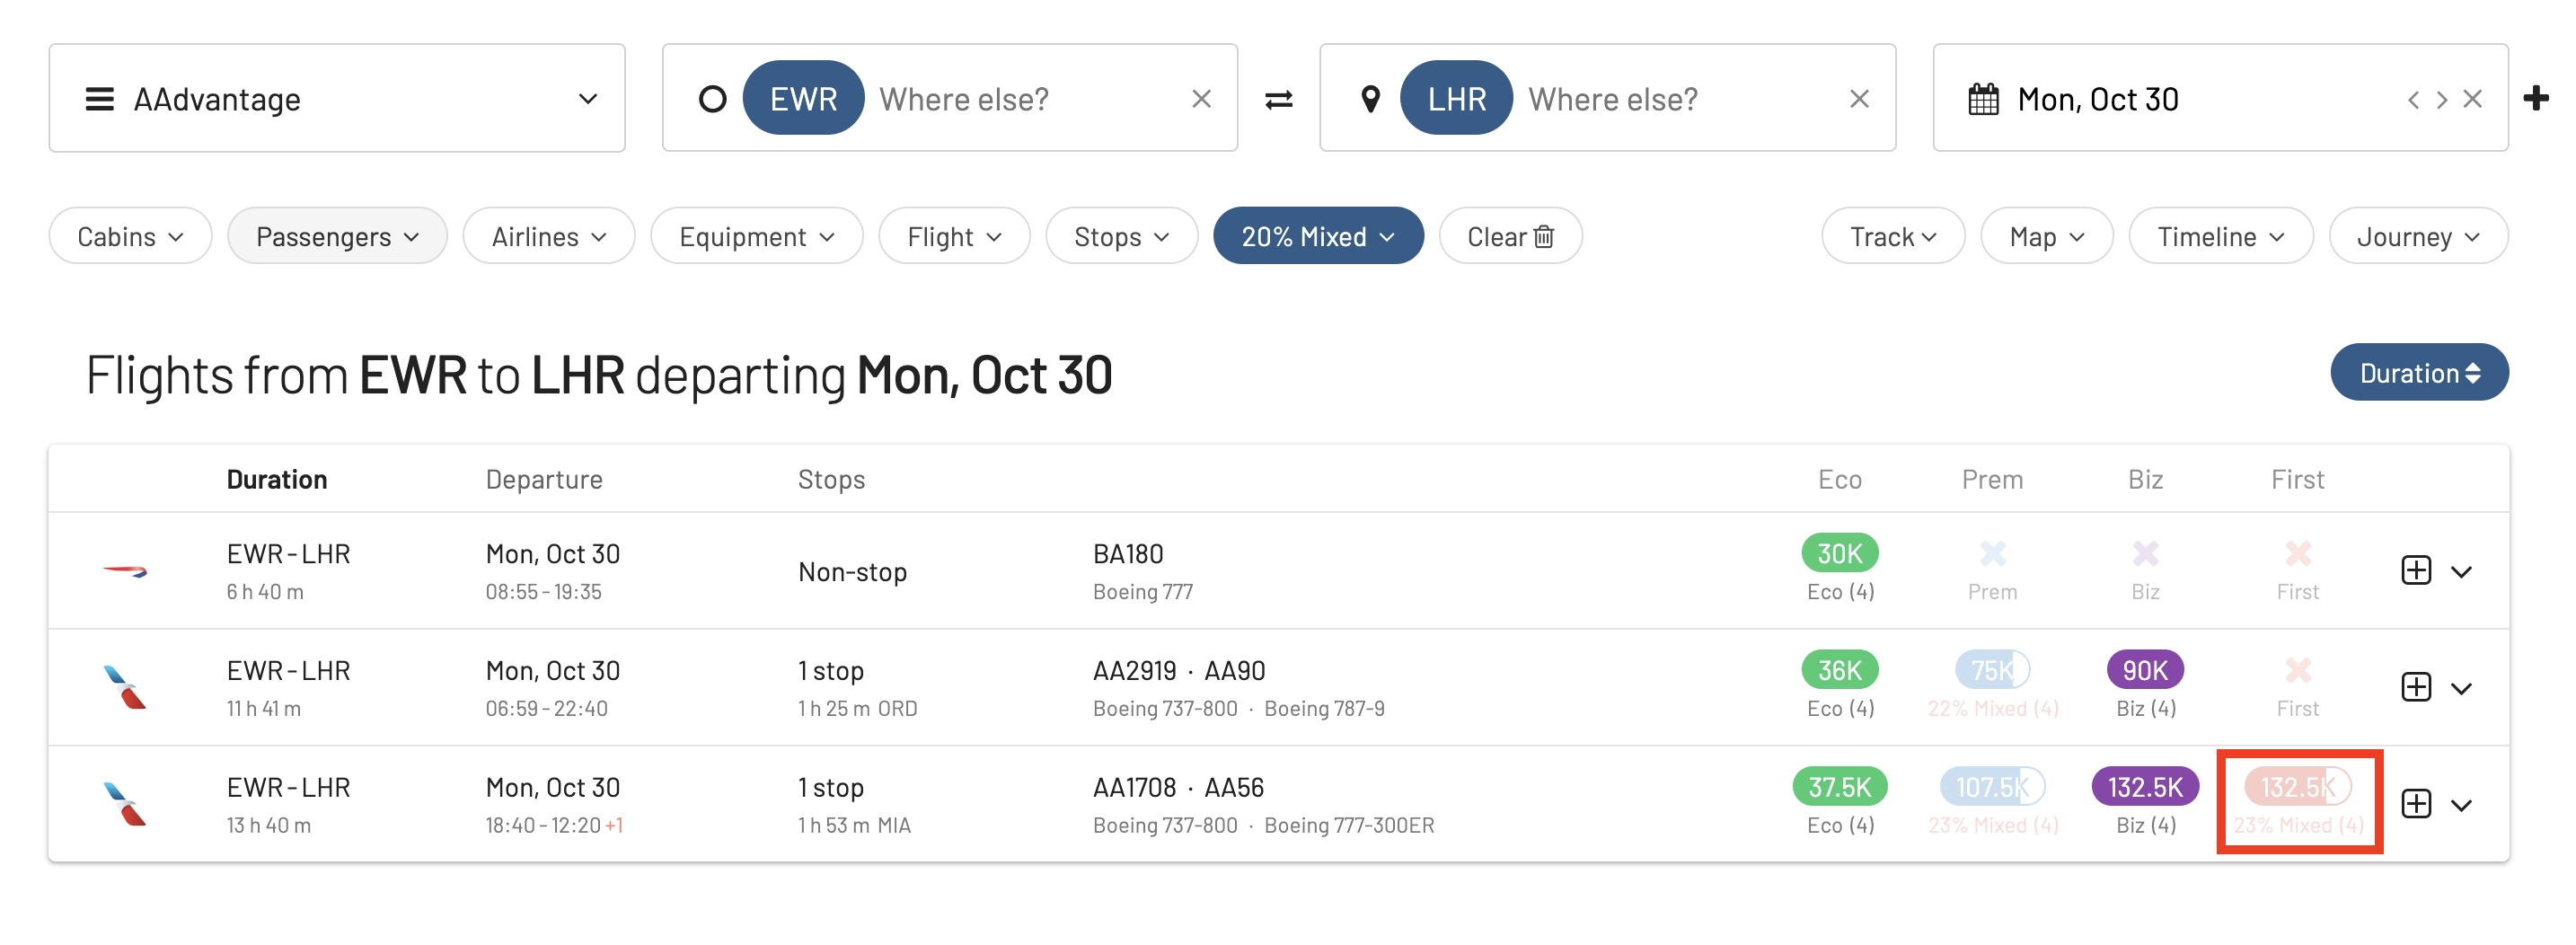 AAdvantage EWR Where else? LHR Where else? Mon, Oct 30
Cabins Passengers Airlines Equipment Flight Stops 20% Mixed Clear Track Map Timeline Journey
Flights from EWR to LHR departing Mon, Oct 30 Duration
Duration Departure Stops Eco Prem Biz First
EWR - LHR Mon, Oct 30 Non-stop BA180 30K
6 h 40 m 08:55 - 19:35 Boeing 777 Eco (4) Prem Biz First
EWR - LHR Mon, Oct 30 1 stop AA2919 · AA90 36K 75K 90K
11 h 41 m 06:59 - 22:40 1 h 25 m ORD Boeing 737-800 · Boeing 787-9 Eco (4) 22% Mixed (4) Biz (4) First
EWR - LHR Mon, Oct 30 1 stop AA1708 · AA56 37.5K 107.5K 132.5K 132.5K
13 h 40 m 18:40 - 12:20 +1 1 h 53 m MIA Boeing 737-800 · Boeing 777-300ER Eco (4) 23% Mixed (4) Biz (4) 23% Mixed (4)